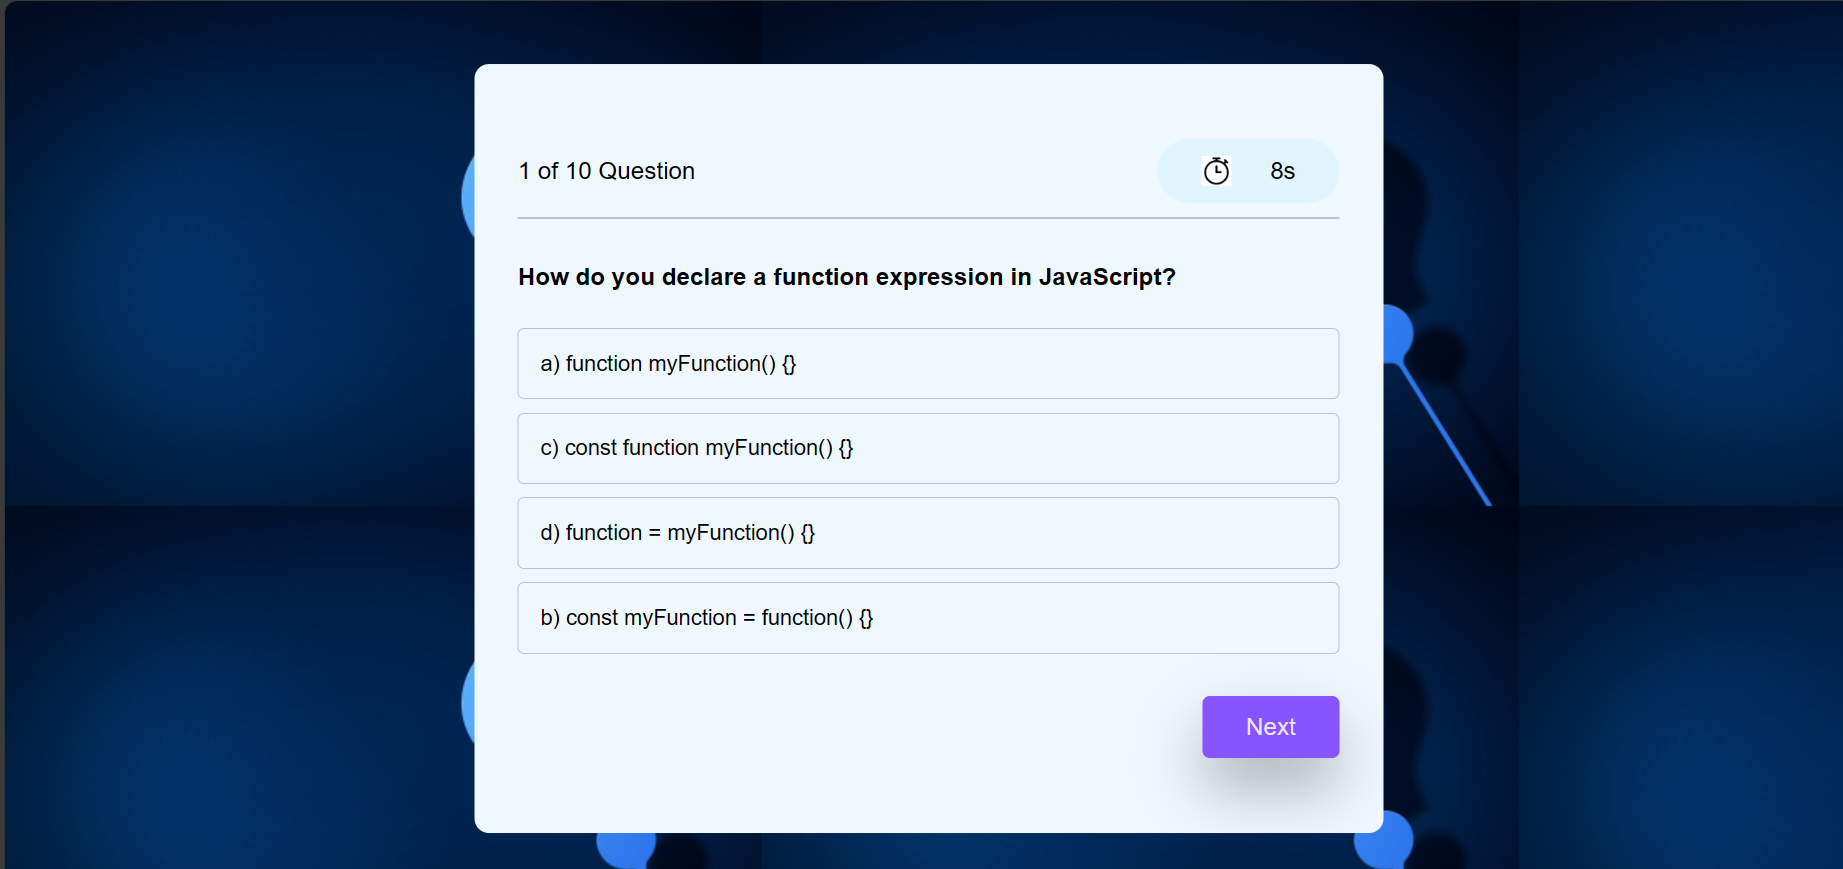 1 of 10 Question
8s
How do you declare a function expression in JavaScript?
a) function myFunction() {}
c) const function myFunction() {}
d) function = myFunction() {}
b) const myFunction = function() {}
Next